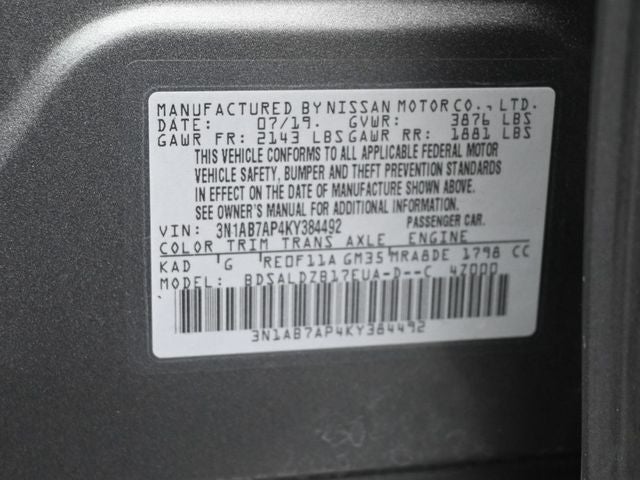 MANUFACTURED BY NISSAN MOTOR CO., LTD.
DATE: 07/19. GVWR: 3876 LBS
GAWR FR: 2143 LBS GAWR RR: 1881 LBS
THIS VEHICLE CONFORMS TO ALL APPLICABLE FEDERAL MOTOR
VEHICLE SAFETY, BUMPER AND THEFT PREVENTION STANDARDS
IN EFFECT ON THE DATE OF MANUFACTURE SHOWN ABOVE.
SEE OWNER'S MANUAL FOR ADDITIONAL INFORMATION.
VIN: 3N1AB7AP4KY384492 PASSENGER CAR.
COLOR TRIM TRANS AXLE ENGINE
KAD G RE0F11A GM35 MRA8DE 1798 CC
MODEL: BDSALDZB17EUA-D--C 4Z000
3N1AB7AP4KY384492